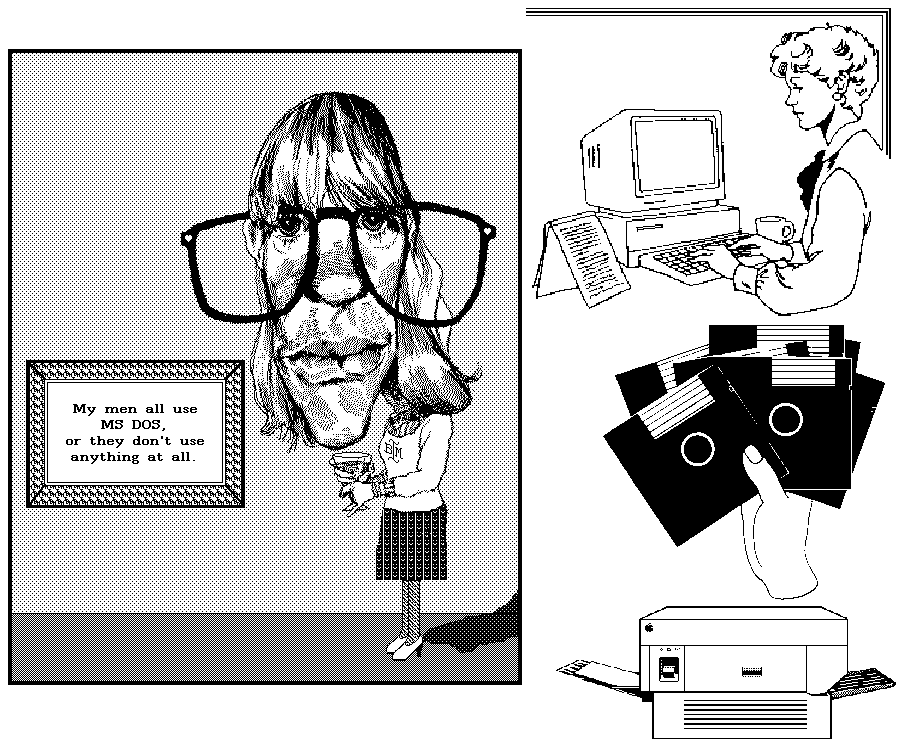 My men all use
MS DOS,
or they don't use
anything at all.